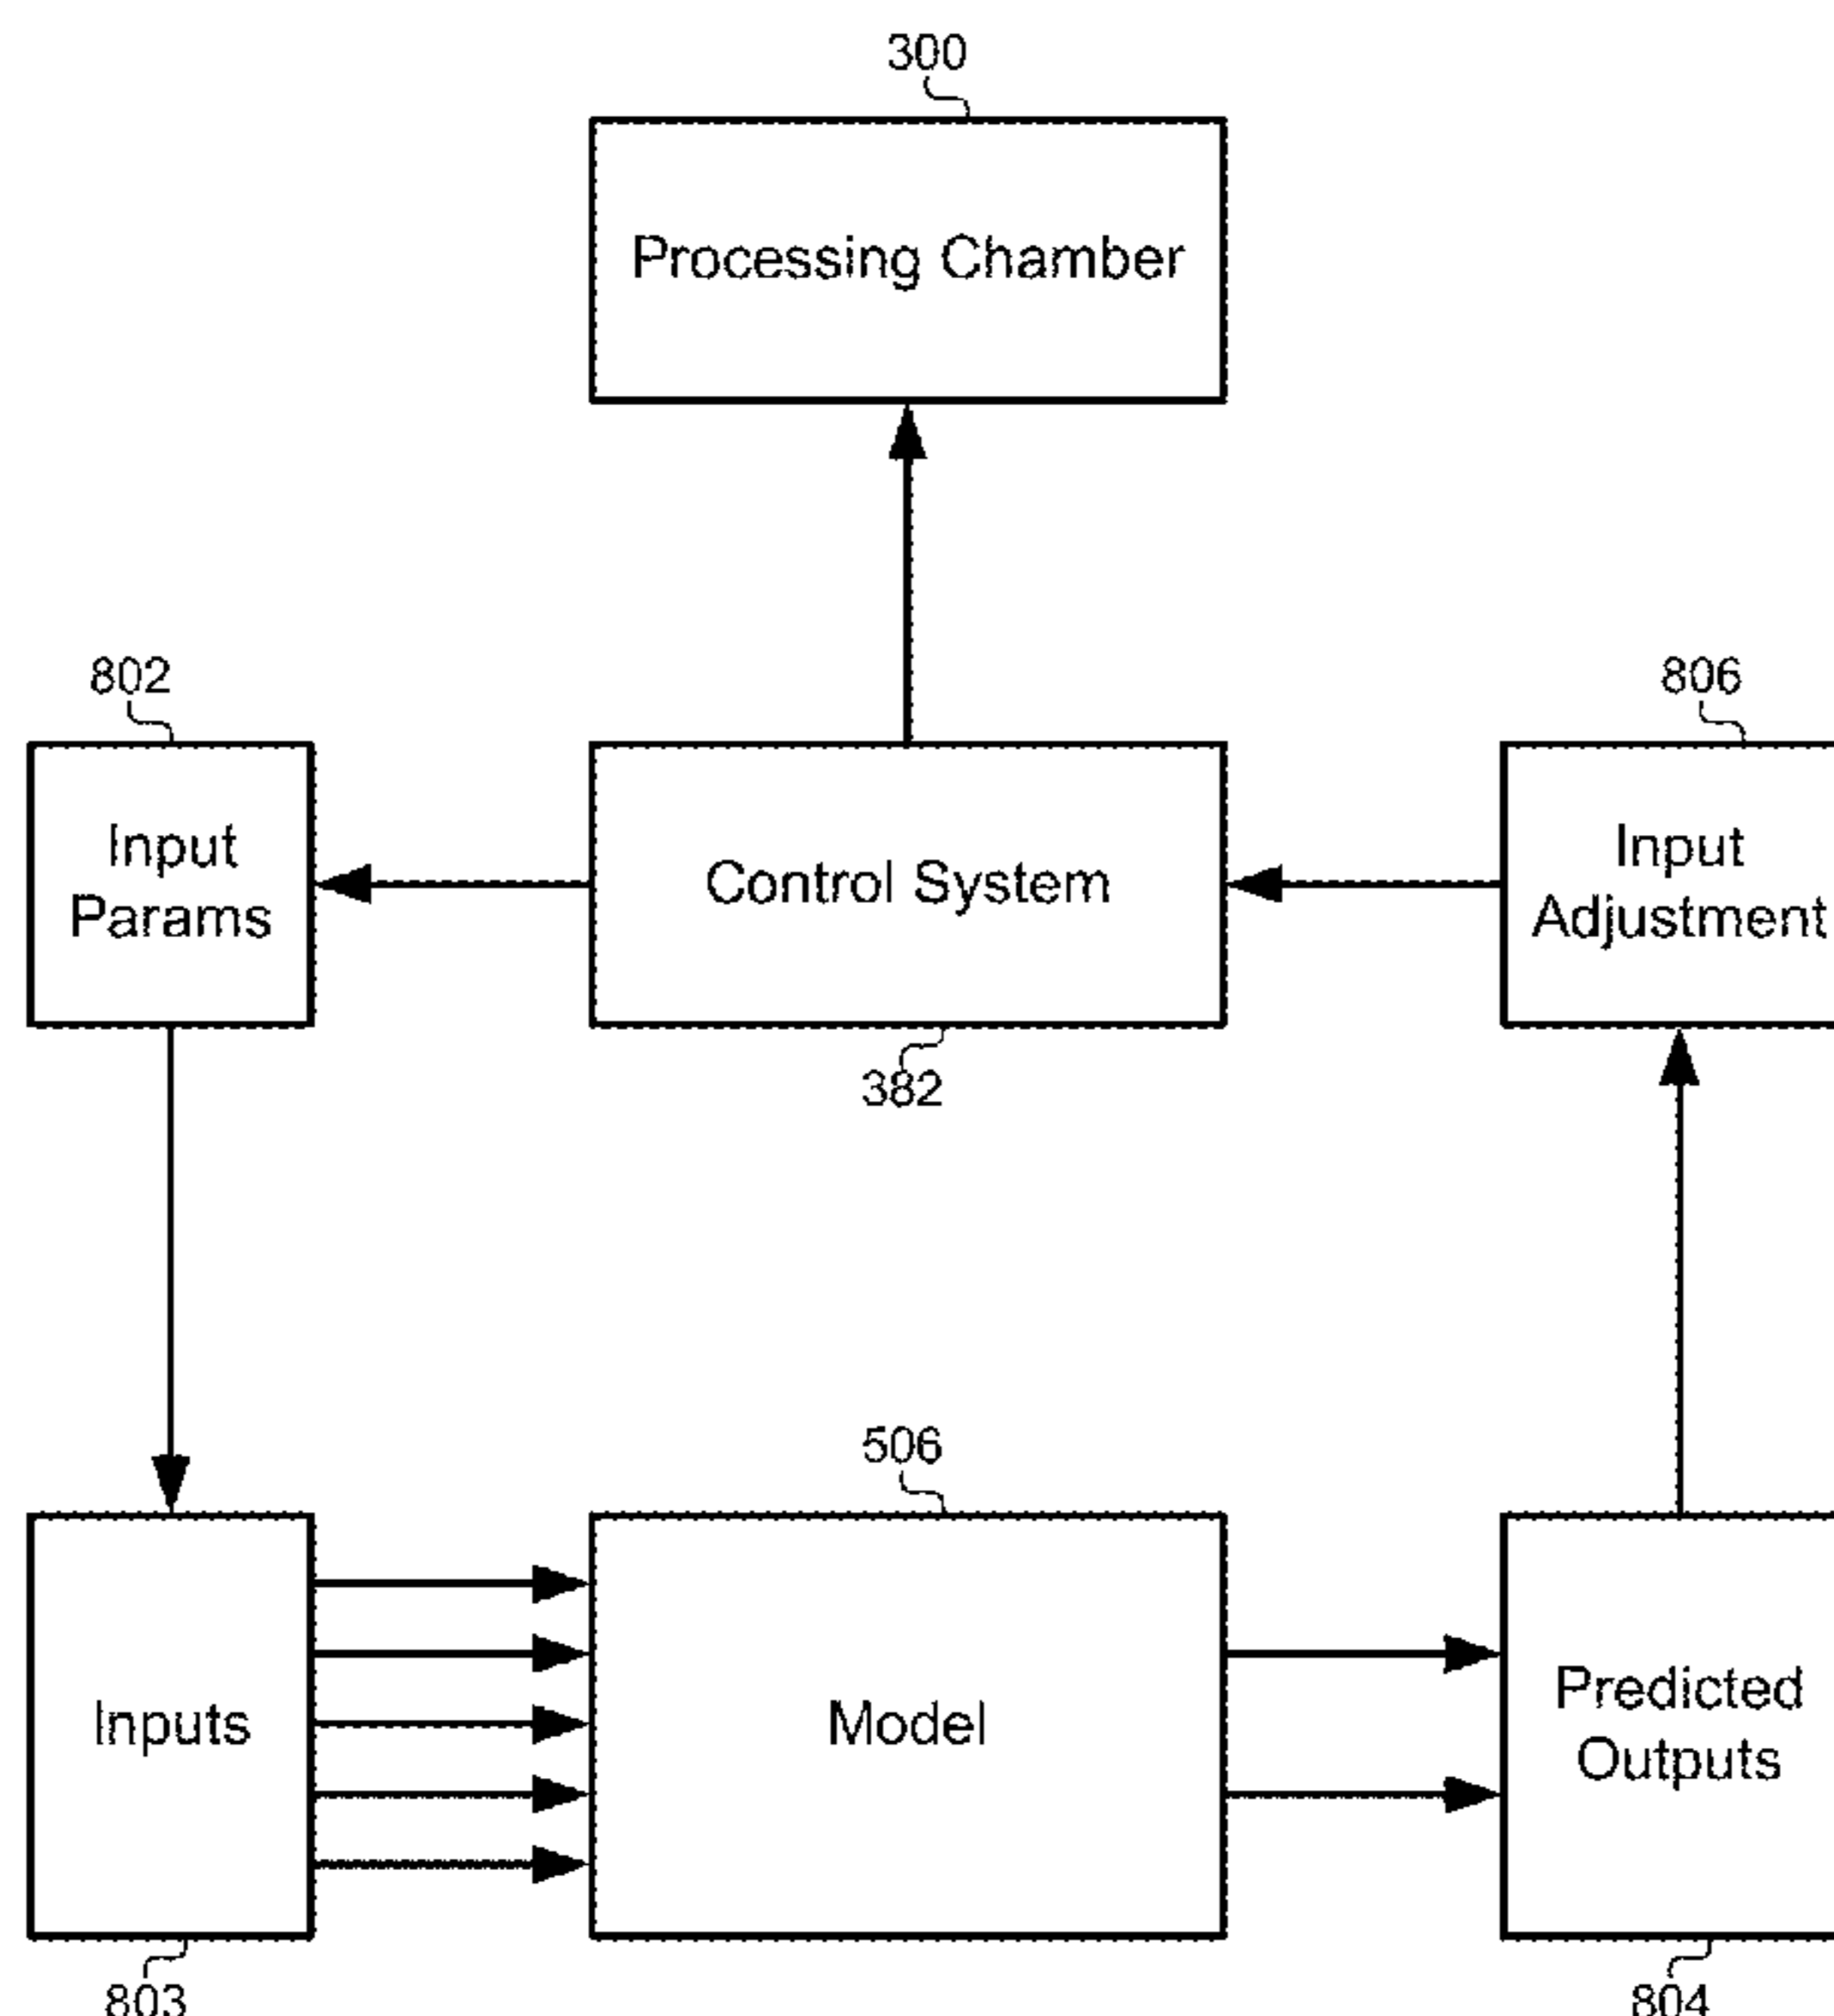 300
Processing Chamber
802
806
Input
Params
Control System
Input
Adjustment
382
506
Inputs
Model
Predicted
Outputs
803
804